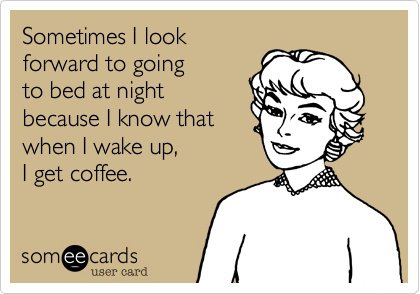 Sometimes I look
forward to going
to bed at night
because I know that
when I wake up,
I get coffee.
someecards
user card